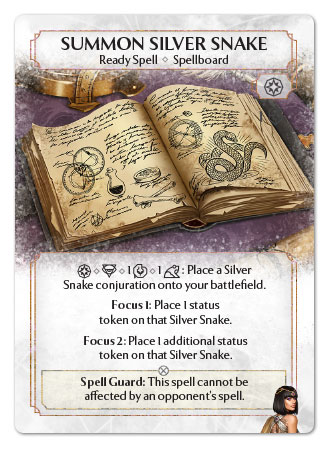 SUMMON SILVER SNAKE
Ready Spell ◇ Spellboard
1 1 : Place a Silver
Snake conjuration onto your battlefield.
Focus 1: Place 1 status
token on that Silver Snake.
Focus 2: Place 1 additional status
token on that Silver Snake.
Spell Guard: This spell cannot be
affected by an opponent's spell.